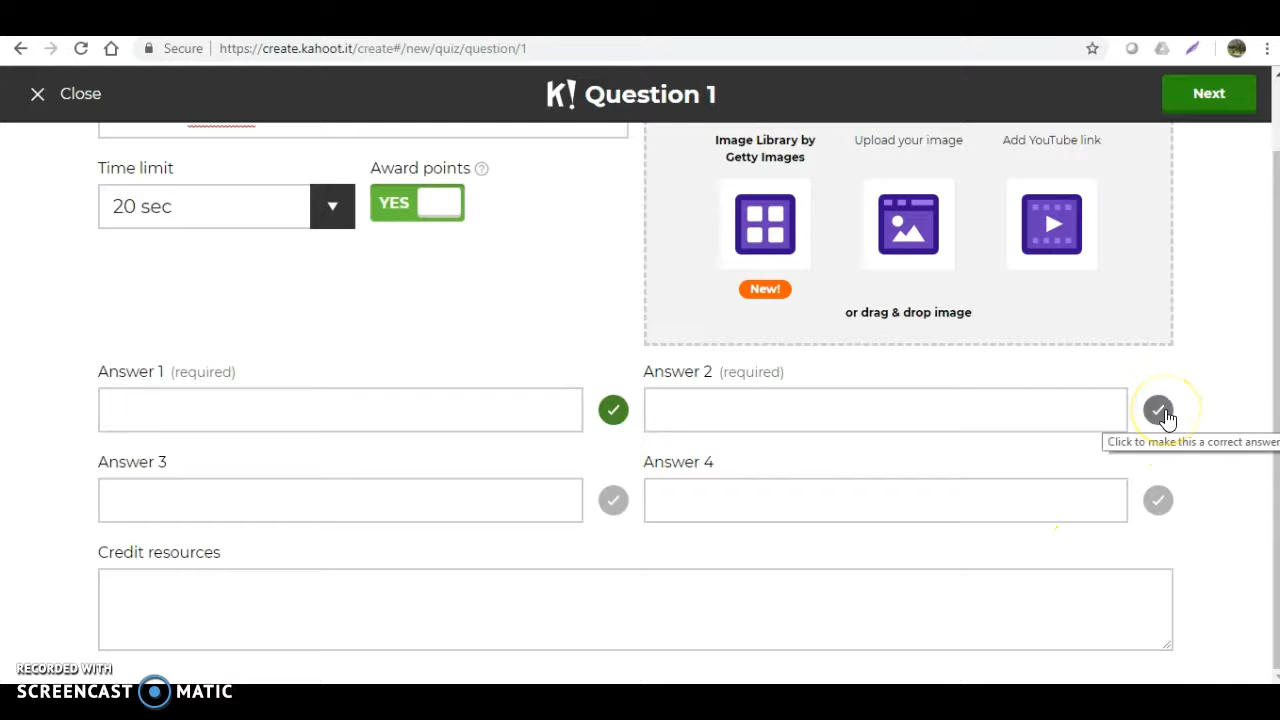 Secure https://create.kahoot.it/create#/new/quiz/question/1
Close
K! Question 1
Next
Image Library by
Getty Images
Upload your image
Add YouTube link
Time limit
Award points ?
20 sec
YES
New!
or drag & drop image
Answer 1 (required)
Answer 2 (required)
Click to make this a correct answer
Answer 3
Answer 4
Credit resources
RECORDED WITH
SCREENCAST MATIC